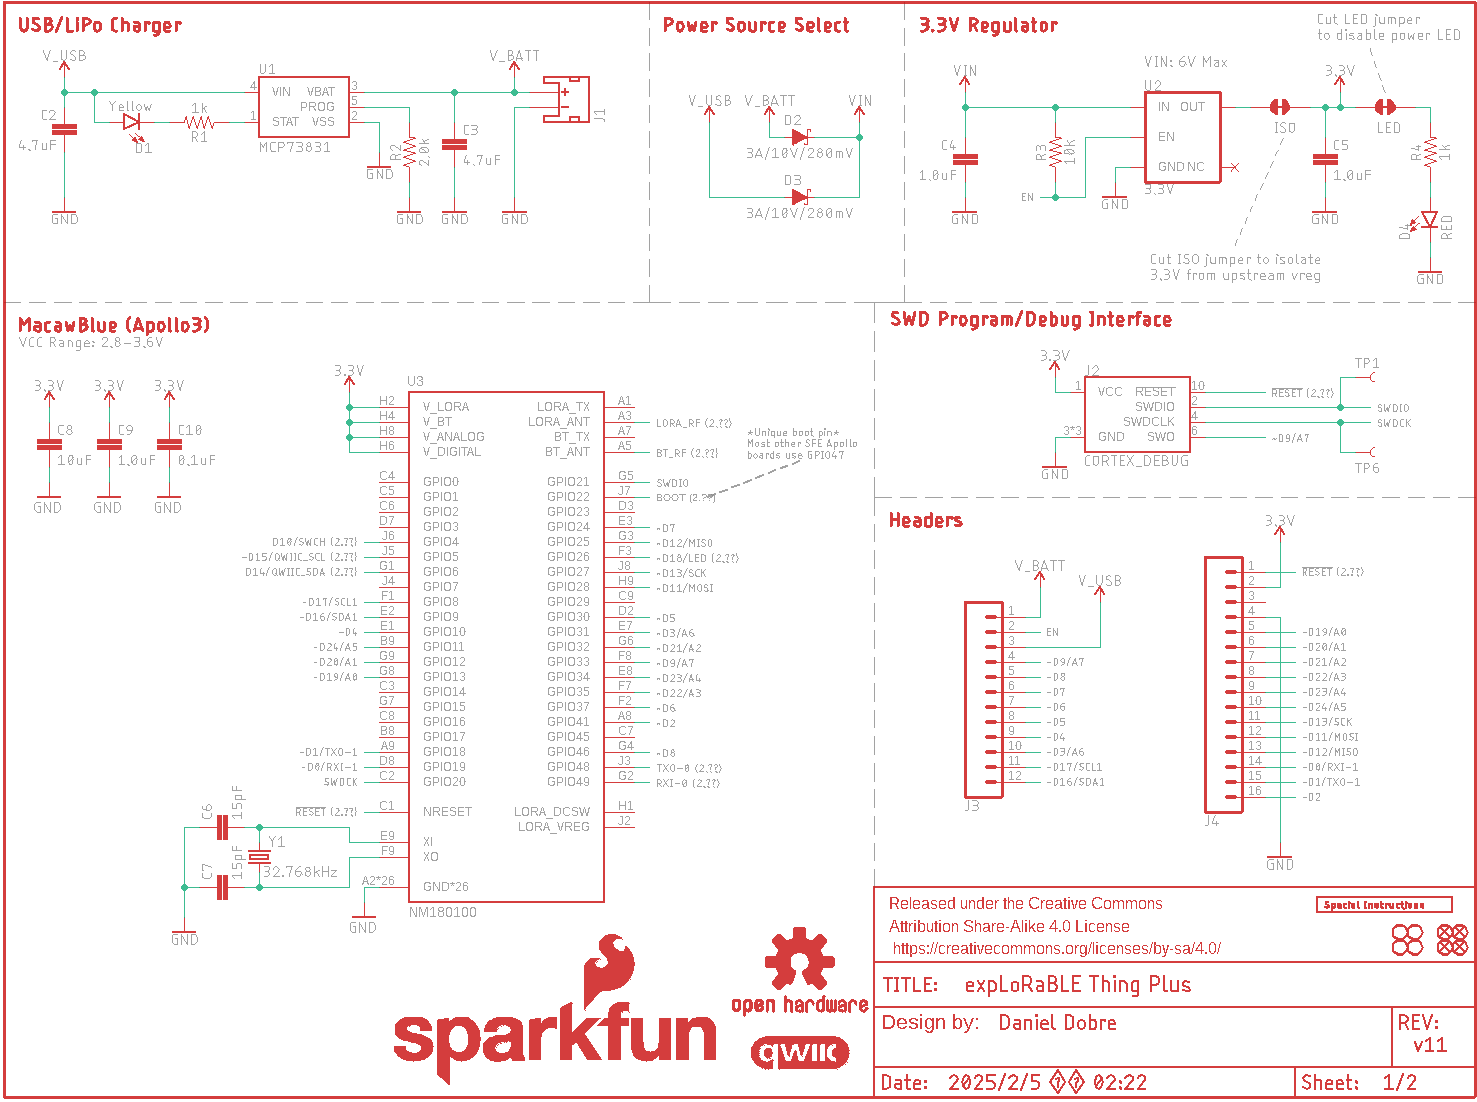 USB/LiPo Charger
V_USB
C2
4.7uF
GND
Yellow
D1
1k
R1
U1
4 VIN VBAT 3
PROG 5
1 STAT VSS 2
MCP73831
GND
R2
2.0k
GND
C3
4.7uF
GND
V_BATT
+
-
J1
GND
Power Source Select
V_USB V_BATT VIN
D2
3A/10V/280mV
D3
3A/10V/280mV
3.3V Regulator
Cut LED jumper
to disable power LED
VIN: 6V Max
VIN
U2
3.3V
IN OUT
EN
GND NC
3.3V
C4
1.0uF
GND
R3
10k
EN
GND
ISO
LED
C5
1.0uF
GND
R4
1k
D4
RED
GND
Cut ISO jumper to isolate
3.3V from upstream vreg
MacawBlue (Apollo3)
VCC Range: 2.8-3.6V
3.3V 3.3V 3.3V
C8 C9 C10
10uF 1.0uF 0.1uF
GND GND GND
3.3V
U3
H2 V_LORA LORA_TX A1
H4 V_BT LORA_ANT A3 LORA_RF (2.??)
H8 V_ANALOG BT_TX A7
H6 V_DIGITAL BT_ANT A5 BT_RF (2.??)
*Unique boot pin*
Most other SFE Apollo
boards use GPIO47
C4 GPIO0 GPIO21 G5 SWDIO
C5 GPIO1 GPIO22 J7 BOOT (2.??)
C6 GPIO2 GPIO23 D3
D7 GPIO3 GPIO24 E3 ~D7
D10/SWCH (2.??) J6 GPIO4 GPIO25 G3 ~D12/MISO
~D15/QWIIC_SCL (2.??) J5 GPIO5 GPIO26 F3 ~D18/LED (2.??)
D14/QWIIC_SDA (2.??) G1 GPIO6 GPIO27 J8 ~D13/SCK
J4 GPIO7 GPIO28 H9 ~D11/MOSI
~D17/SCL1 F1 GPIO8 GPIO29 C9
~D16/SDA1 E2 GPIO9 GPIO30 D2 ~D5
~D4 E1 GPIO10 GPIO31 E7 ~D3/A6
~D24/A5 B9 GPIO11 GPIO32 G6 ~D21/A2
~D20/A1 G9 GPIO12 GPIO33 F8 ~D9/A7
~D19/A0 G8 GPIO13 GPIO34 E8 ~D23/A4
C3 GPIO14 GPIO35 F7 ~D22/A3
G7 GPIO15 GPIO37 F2 ~D6
C8 GPIO16 GPIO41 A8 ~D2
B8 GPIO17 GPIO45 C7
~D1/TXO-1 A9 GPIO18 GPIO46 G4 ~D8
~D0/RXI-1 D8 GPIO19 GPIO48 J3 TXO-0 (2.??)
SWDCK C2 GPIO20 GPIO49 G2 RXI-0 (2.??)
RESET (2.??) C1 NRESET LORA_DCSW H1
LORA_VREG J2
E9 XI
F9 XO
A2*26 GND*26
NM180100
GND
C6
15pF
C7
15pF
Y1
32.768kHz
GND
SWD Program/Debug Interface
3.3V
J2
1 VCC RESET 10 RESET (2.??)
SWDIO 2 SWDIO
SWDCLK 4 SWDCK
3*3 GND SWO 6 ~D9/A7
CORTEX_DEBUG
GND
TP1
TP6
Headers
V_BATT
V_USB
1
2 EN
3
4 ~D9/A7
5 ~D8
6 ~D7
7 ~D6
8 ~D5
9 ~D4
10 ~D3/A6
11 ~D17/SCL1
12 ~D16/SDA1
J3
3.3V
1 RESET (2.??)
2
3
4
5 ~D19/A0
6 ~D20/A1
7 ~D21/A2
8 ~D22/A3
9 ~D23/A4
10 ~D24/A5
11 ~D13/SCK
12 ~D11/MOSI
13 ~D12/MISO
14 ~D0/RXI-1
15 ~D1/TXO-1
16 ~D2
J4
GND
sparkfun
open hardware
qwiic
Released under the Creative Commons
Attribution Share-Alike 4.0 License
https://creativecommons.org/licenses/by-sa/4.0/
Special Instructions
TITLE: expLoRaBLE Thing Plus
Design by: Daniel Dobre
REV:
v11
Date: 2025/2/5 �� 02:22
Sheet: 1/2